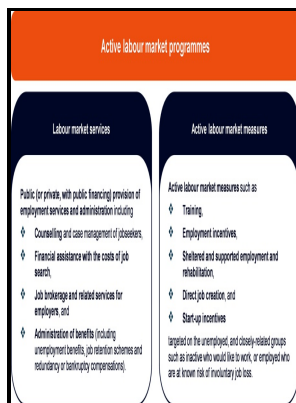 Active labour market programmes
Labour market services
Public (or private, with public financing) provision of
employment services and administration including
Counselling and case management of jobseekers,
Financial assistance with the costs of job
search,
Job brokerage and related services for
employers, and
Administration of benefits (including
unemployment benefits, job retention schemes and
redundancy or bankruptcy compensations).
Active labour market measures
Active labour market measures such as
Training,
Employment incentives,
Sheltered and supported employment and
rehabilitation,
Direct job creation, and
Start-up incentives
targeted on the unemployed, and closely-related groups
such as inactive who would like to work, or employed who
are at known risk of involuntary job loss.